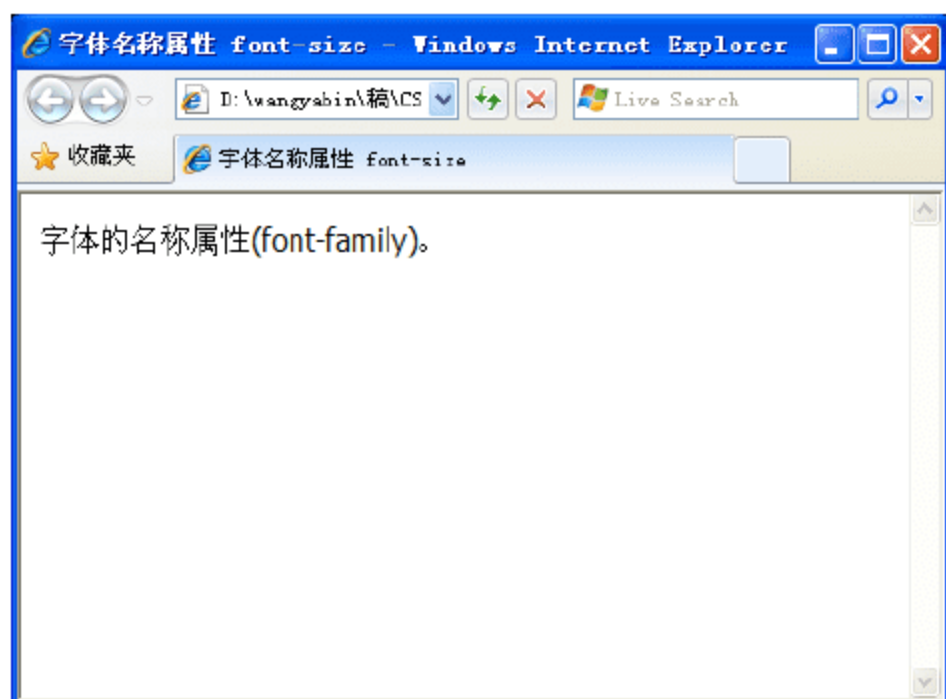 字体名称属性 font-size - Windows Internet Explorer
D:\wangyabin\稿\CS
Live Search
收藏夹
字体名称属性 font-size
字体的名称属性(font-family)。